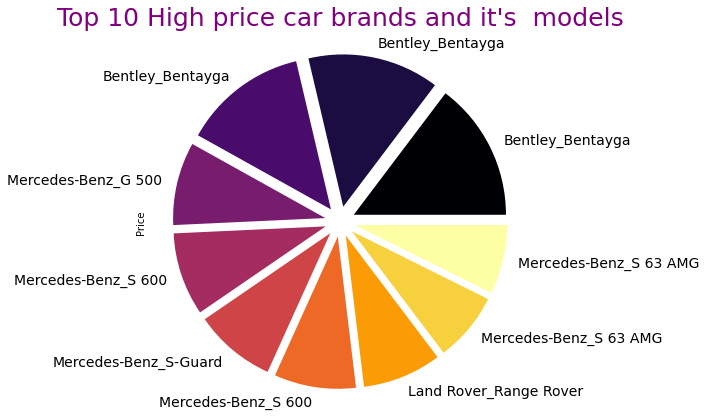 Top 10 High price car brands and it's  models
Bentley_Bentayga
Bentley_Bentayga
Bentley_Bentayga
Mercedes-Benz_G 500
Price
Mercedes-Benz_S 63 AMG
Mercedes-Benz_S 600
Mercedes-Benz_S 63 AMG
Mercedes-Benz_S-Guard
Land Rover_Range Rover
Mercedes-Benz_S 600